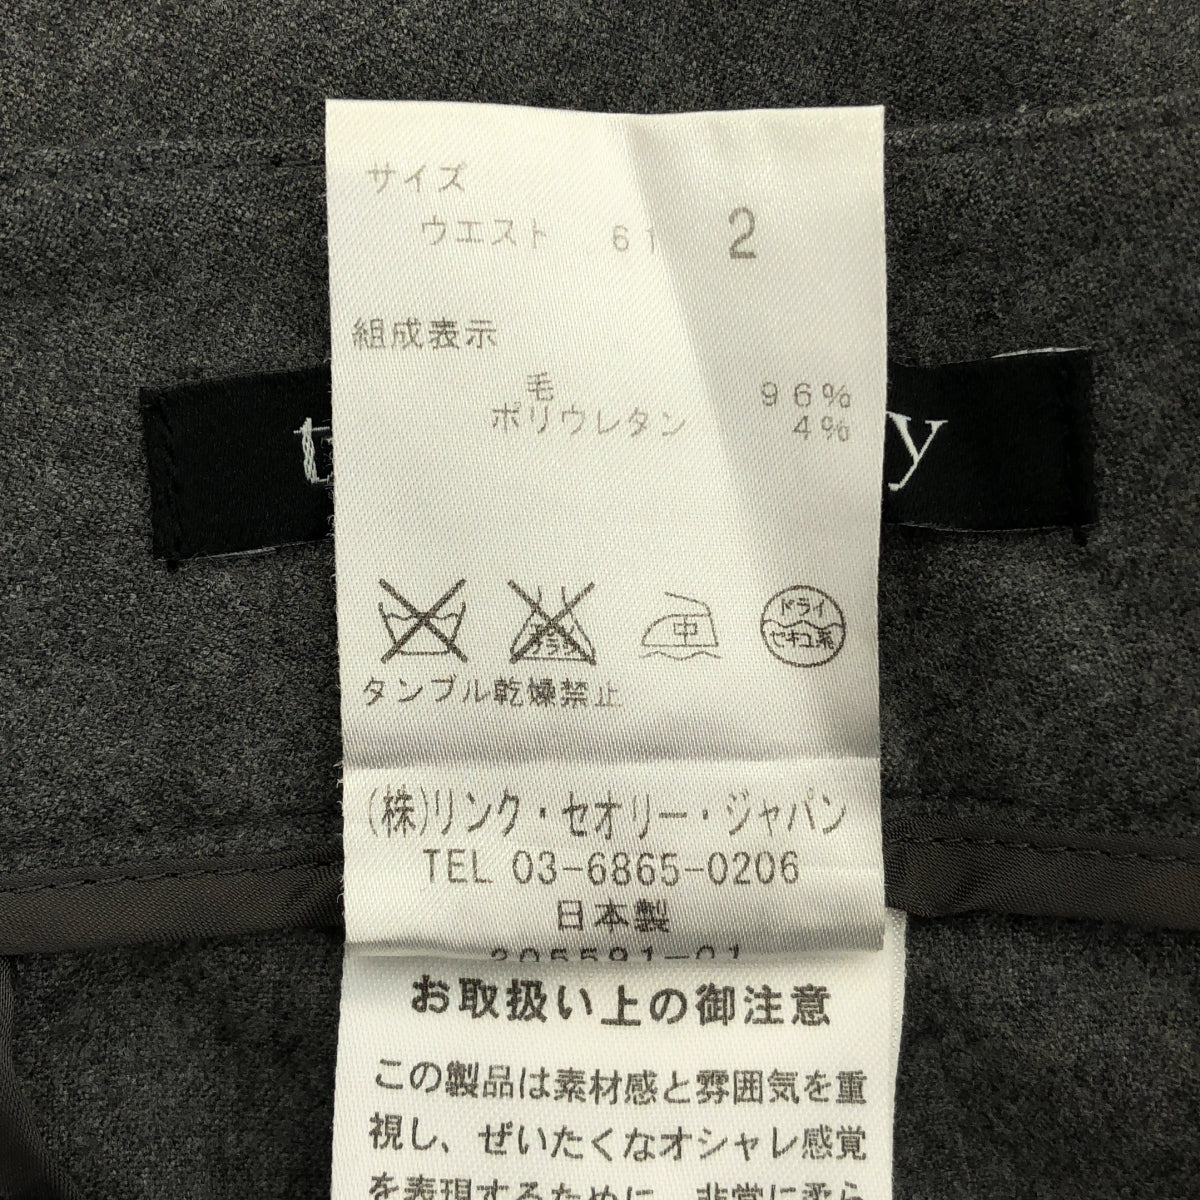 サイズ
ウエスト 61 2
組成表示
毛 96%
ポリウレタン 4%
中 ドライ
セキユ系
タンブル乾燥禁止
(株)リンク・セオリー・ジャパン
TEL 03-6865-0206
日本製
205591-01
お取扱い上の御注意
この製品は素材感と雰囲気を重
視し、ぜいたくなオシャレ感覚
を表現するために、非常に柔ら